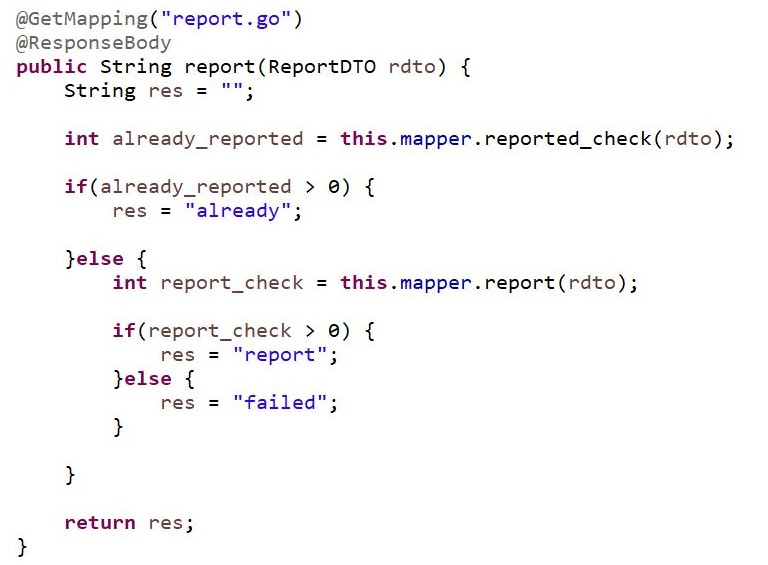 @GetMapping("report.go")
@ResponseBody
public String report(ReportDTO rdto) {
    String res = "";

    int already_reported = this.mapper.reported_check(rdto);

    if(already_reported > 0) {
        res = "already";

    }else {
        int report_check = this.mapper.report(rdto);

        if(report_check > 0) {
            res = "report";
        }else {
            res = "failed";
        }

    }

    return res;
}